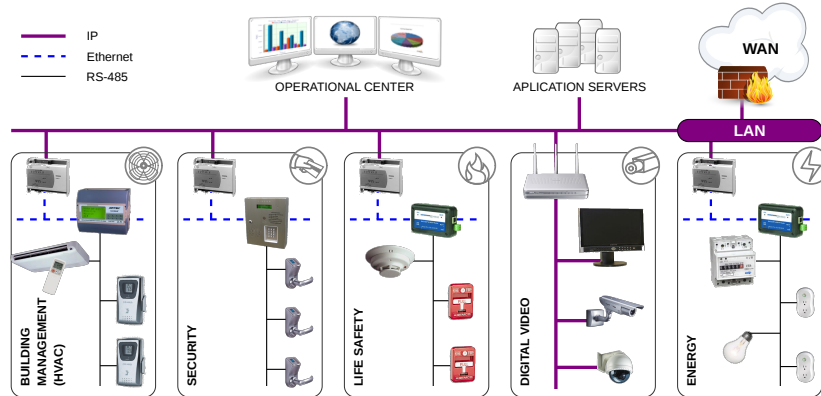 IP
Ethernet
RS-485
OPERATIONAL CENTER
APLICATION SERVERS
WAN
LAN
BUILDING
MANAGEMENT
(HVAC)
SECURITY
LIFE SAFETY
DIGITAL VIDEO
ENERGY